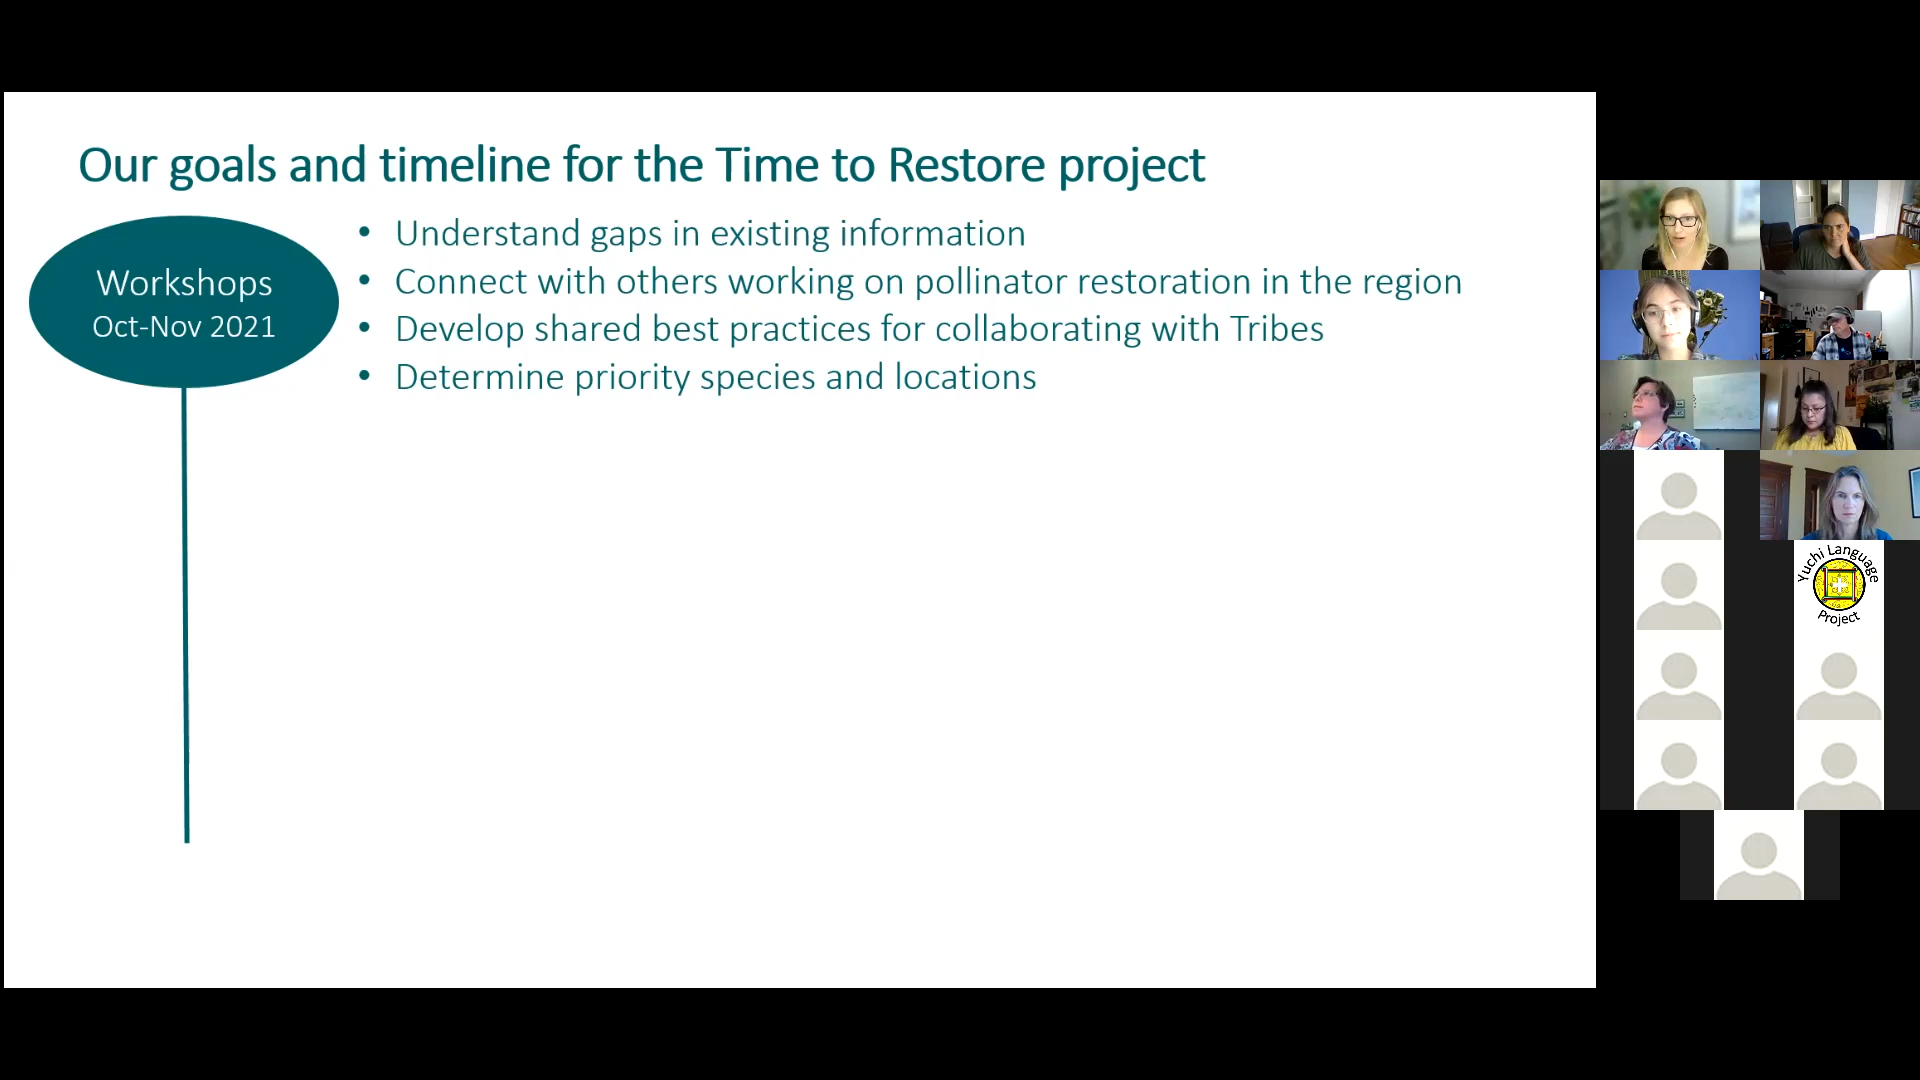 Our goals and timeline for the Time to Restore project
Workshops
Oct-Nov 2021
• Understand gaps in existing information
• Connect with others working on pollinator restoration in the region
• Develop shared best practices for collaborating with Tribes
• Determine priority species and locations
Yuchi Language
Project